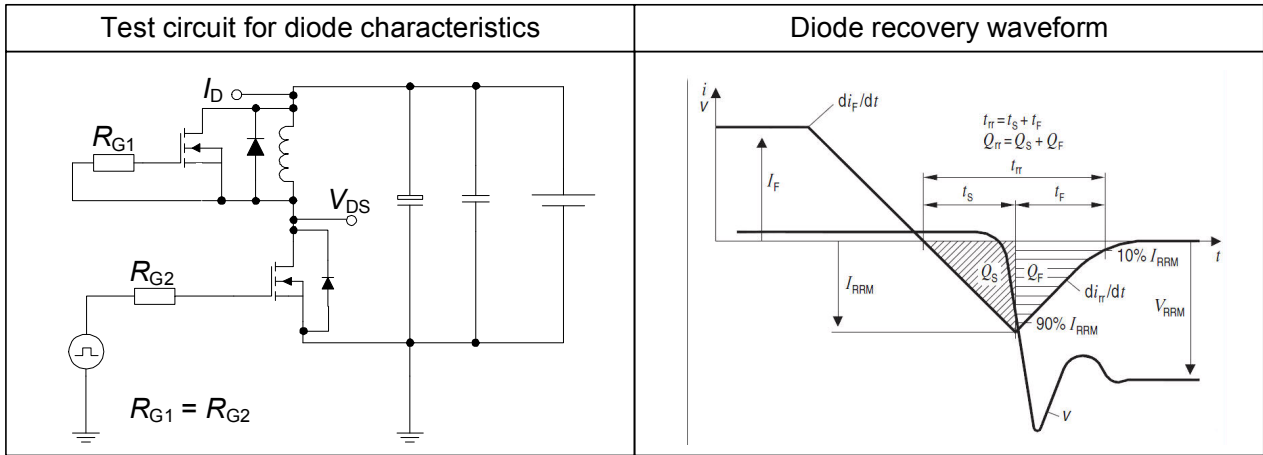 Test circuit for diode characteristics
I_D
R_G1
V_DS
R_G2
R_G1 = R_G2
Diode recovery waveform
i
V
di_F/dt
t_rr = t_S + t_F
Q_rr = Q_S + Q_F
t_rr
t_S
t_F
I_F
Q_S
Q_F
10% I_RRM
t
I_RRM
di_rr/dt
V_RRM
90% I_RRM
V